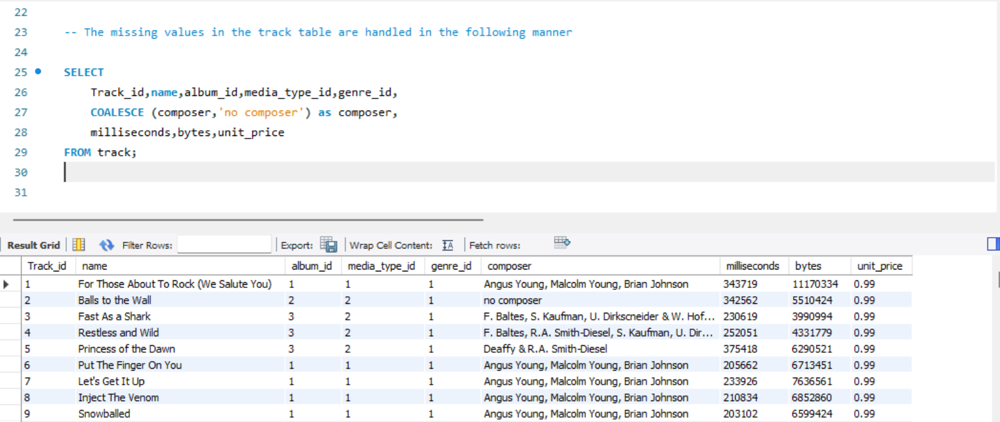 22
23 -- The missing values in the track table are handled in the following manner
24
25 SELECT
26 Track_id,name,album_id,media_type_id,genre_id,
27 COALESCE (composer,'no composer') as composer,
28 milliseconds,bytes,unit_price
29 FROM track;
30
31
Result Grid Filter Rows: Export: Wrap Cell Content: IA Fetch rows:
Track_id name album_id media_type_id genre_id composer milliseconds bytes unit_price
1 For Those About To Rock (We Salute You) 1 1 1 Angus Young, Malcolm Young, Brian Johnson 343719 11170334 0.99
2 Balls to the Wall 2 2 1 no composer 342562 5510424 0.99
3 Fast As a Shark 3 2 1 F. Baltes, S. Kaufman, U. Dirkscneider & W. Hof... 230619 3990994 0.99
4 Restless and Wild 3 2 1 F. Baltes, R.A. Smith-Diesel, S. Kaufman, U. Dir... 252051 4331779 0.99
5 Princess of the Dawn 3 2 1 Deaffy & R.A. Smith-Diesel 375418 6290521 0.99
6 Put The Finger On You 1 1 1 Angus Young, Malcolm Young, Brian Johnson 205662 6713451 0.99
7 Let's Get It Up 1 1 1 Angus Young, Malcolm Young, Brian Johnson 233926 7636561 0.99
8 Inject The Venom 1 1 1 Angus Young, Malcolm Young, Brian Johnson 210834 6852860 0.99
9 Snowballed 1 1 1 Angus Young, Malcolm Young, Brian Johnson 203102 6599424 0.99